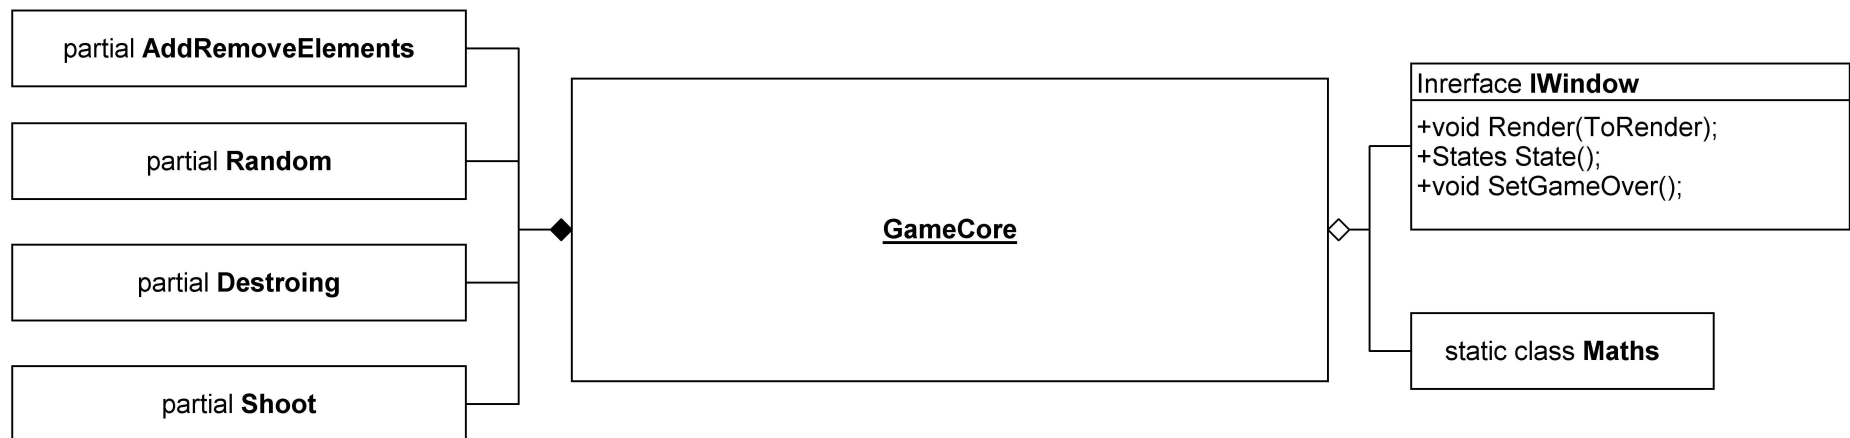 partial AddRemoveElements
partial Random
partial Destroing
partial Shoot
GameCore
Inrerface IWindow
+void Render(ToRender);
+States State();
+void SetGameOver();
static class Maths